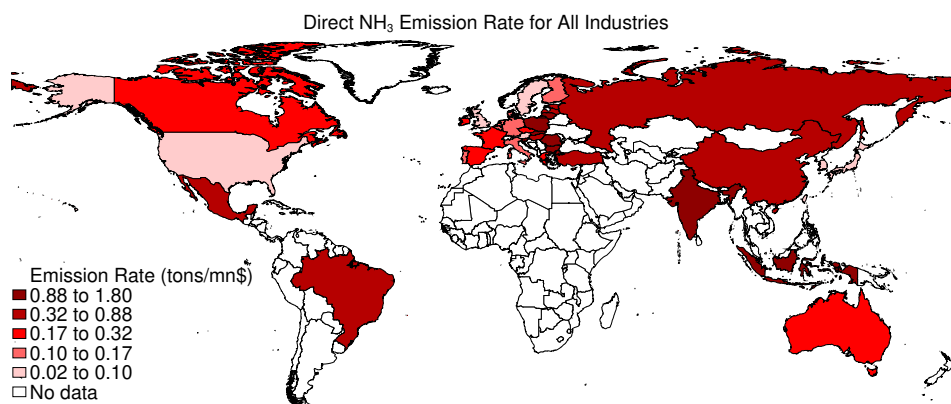 Direct NH₃ Emission Rate for All Industries
Emission Rate (tons/mn$)
0.88 to 1.80
0.32 to 0.88
0.17 to 0.32
0.10 to 0.17
0.02 to 0.10
No data